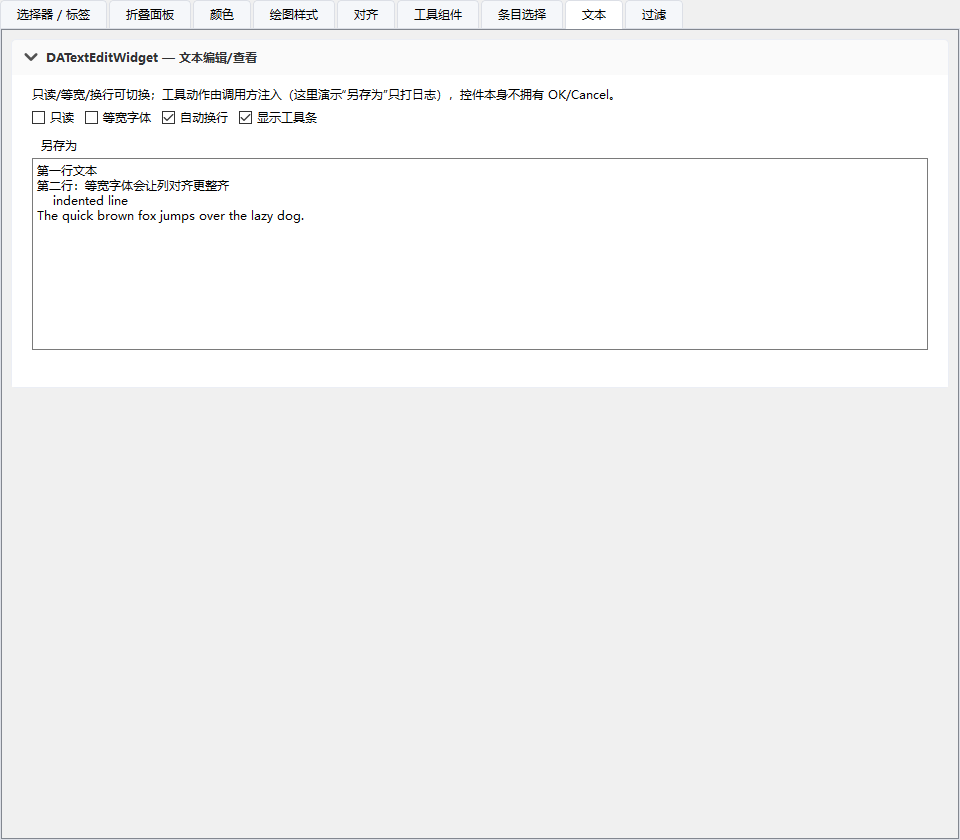 选择器 / 标签 折叠面板 颜色 绘图样式 对齐 工具组件 条目选择 文本 过滤
DATextEditWidget — 文本编辑/查看
只读/等宽/换行可切换；工具动作由调用方注入（这里演示“另存为”只打日志），控件本身不拥有 OK/Cancel。
只读 等宽字体 自动换行 显示工具条
另存为
第一行文本
第二行：等宽字体会让列对齐更整齐
indented line
The quick brown fox jumps over the lazy dog.